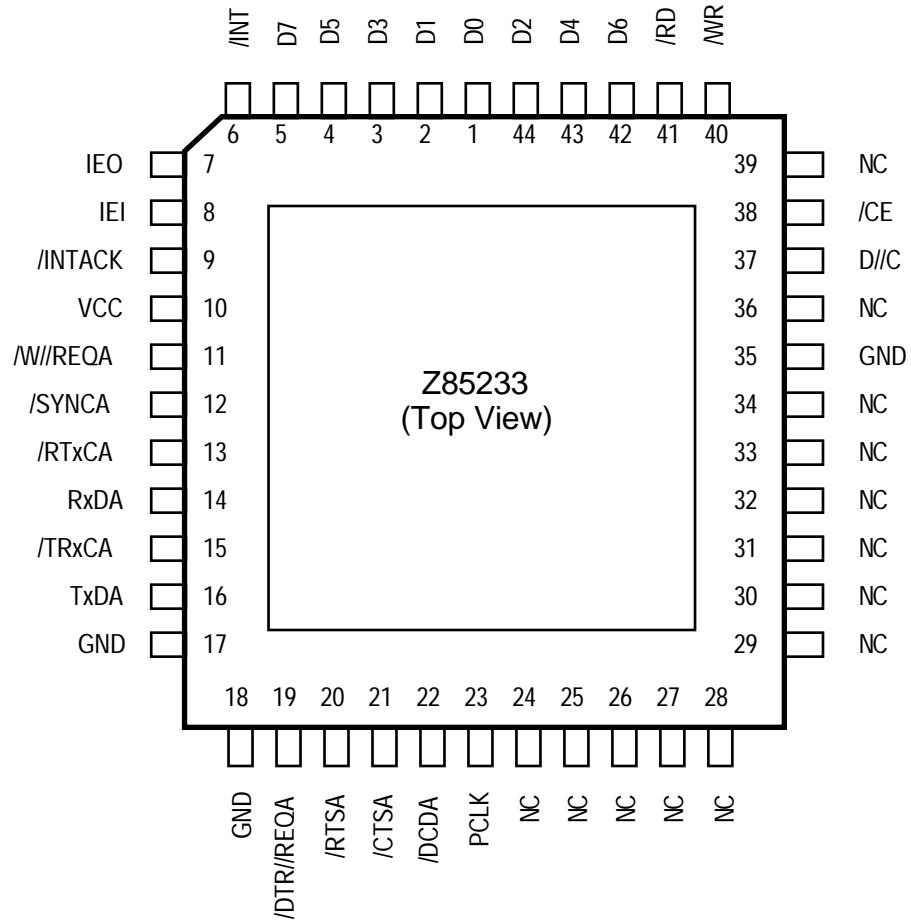 /INT D7 D5 D3 D1 D0 D2 D4 D6 /RD /WR
6 5 4 3 2 1 44 43 42 41 40
IEO 7 39 NC
IEI 8 38 /CE
/INTACK 9 37 D//C
VCC 10 36 NC
/W//REQA 11 35 GND
/SYNCA 12 34 NC
/RTxCA 13 33 NC
RxDA 14 32 NC
/TRxCA 15 31 NC
TxDA 16 30 NC
GND 17 29 NC
Z85233
(Top View)
18 19 20 21 22 23 24 25 26 27 28
GND /DTR//REQA /RTSA /CTSA /DCDA PCLK NC NC NC NC NC